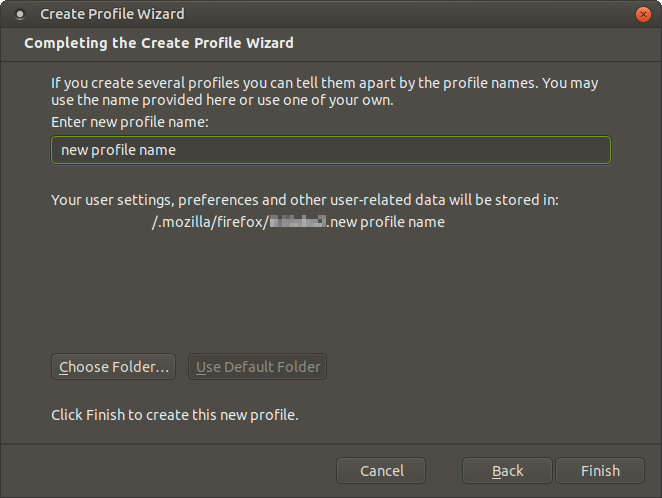 Create Profile Wizard
Completing the Create Profile Wizard
If you create several profiles you can tell them apart by the profile names. You may
use the name provided here or use one of your own.
Enter new profile name:
new profile name
Your user settings, preferences and other user-related data will be stored in:
/.mozilla/firefox/ .new profile name
Choose Folder...
Use Default Folder
Click Finish to create this new profile.
Cancel
Back
Finish